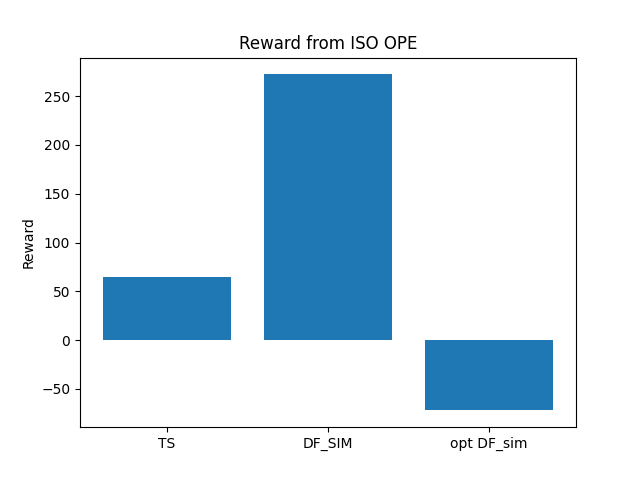 Reward from ISO OPE
Reward
250
200
150
100
50
0
−50
TS
DF_SIM
opt DF_sim